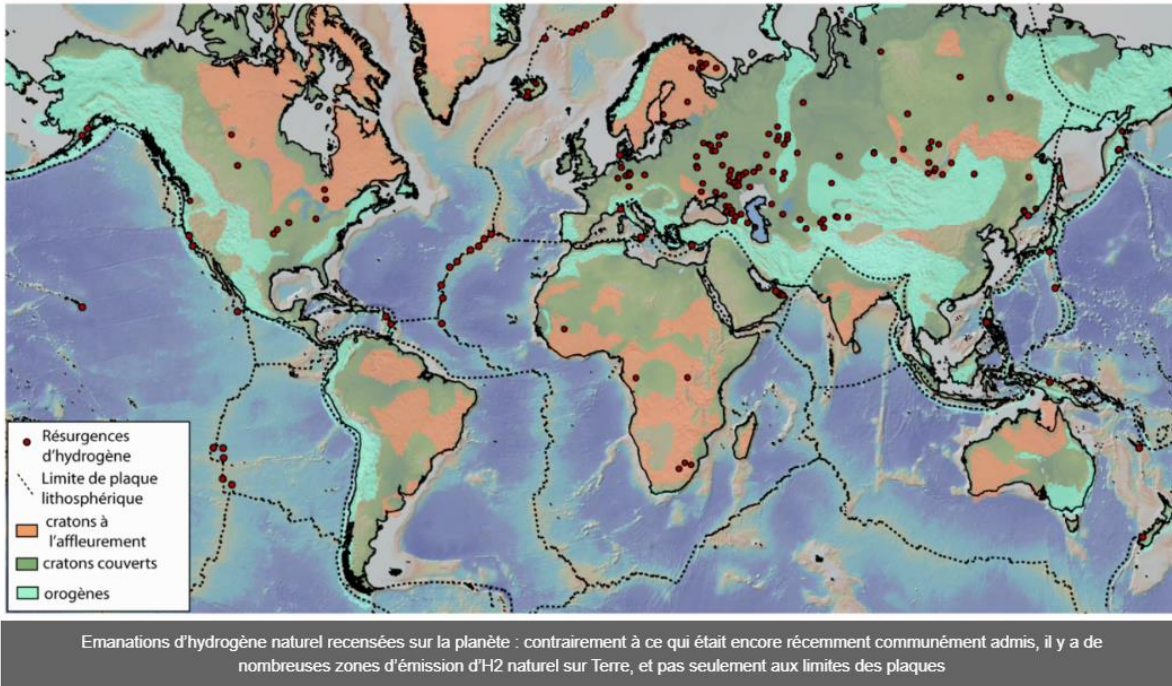 Résurgences
d'hydrogène
Limite de plaque
lithosphérique
cratons à
l'affleurement
cratons couverts
orogènes
Emanations d'hydrogène naturel recensées sur la planète : contrairement à ce qui était encore récemment communément admis, il y a de
nombreuses zones d'émission d'H2 naturel sur Terre, et pas seulement aux limites des plaques